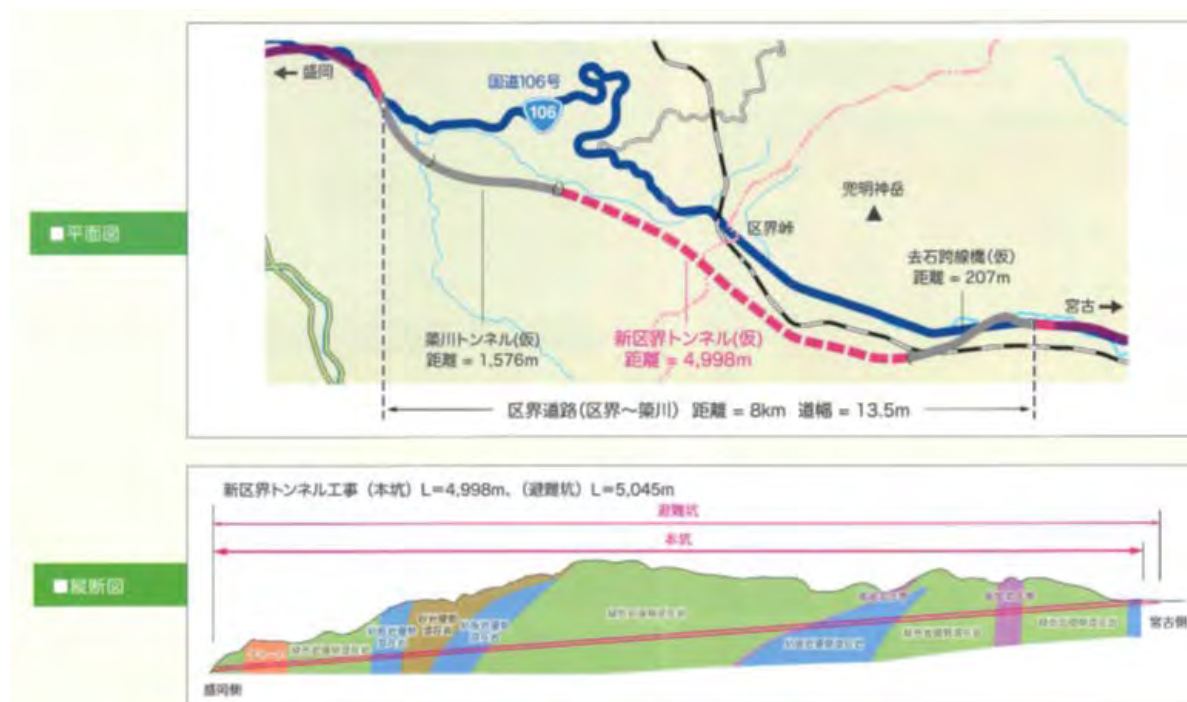 盛岡
国道106号
106
兜明神岳
■平面図
区界峠
去石跨線橋(仮)
距離 = 207m
宮古
簗川トンネル(仮)
距離 = 1,576m
新区界トンネル(仮)
距離 = 4,998m
区界道路(区界〜簗川) 距離 = 8km 道幅 = 13.5m
新区界トンネル工事 (本坑) L=4,998m、(避難坑) L=5,045m
避難坑
本坑
■縦断図
チャート
宮古側
盛岡側